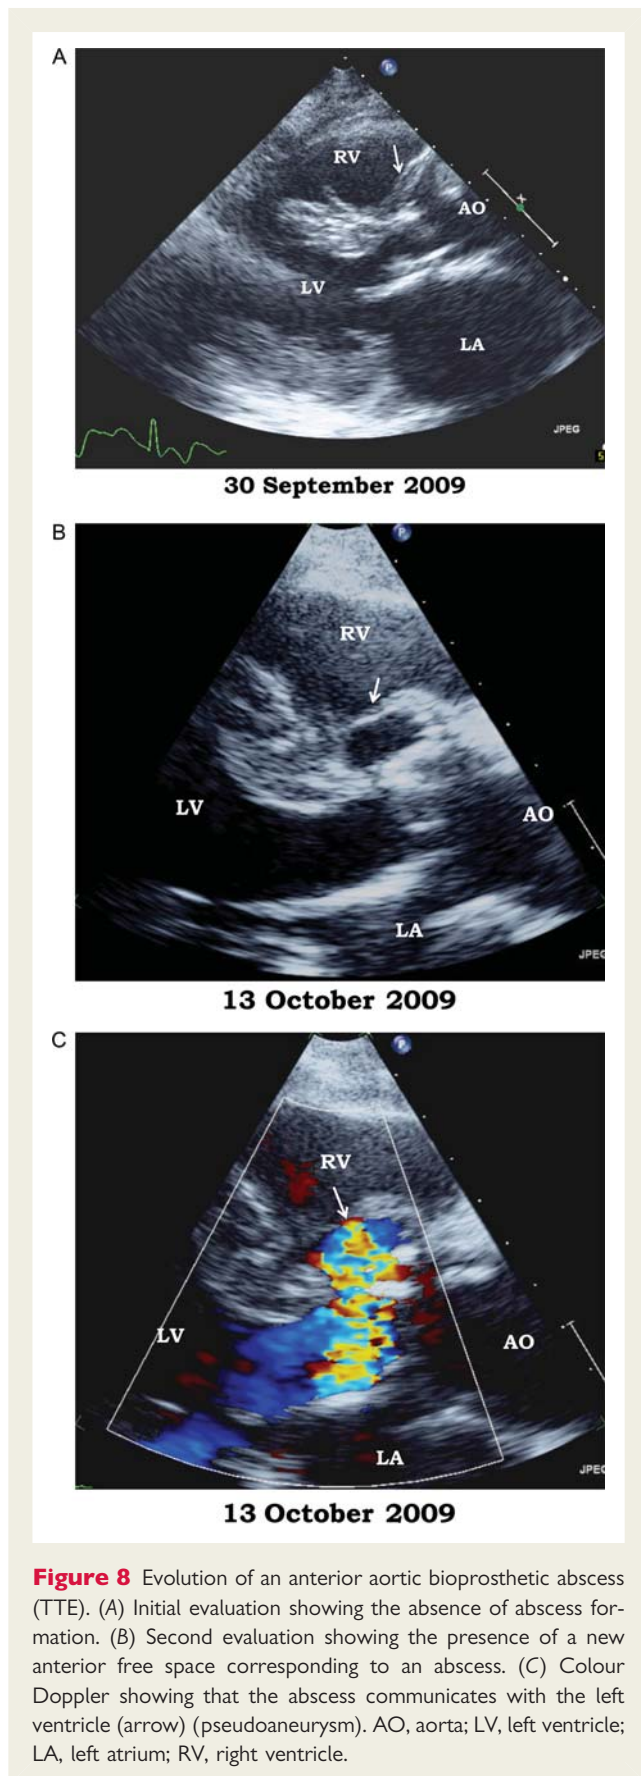 A
RV
AO
LV
LA
JPEG
5
30 September 2009
B
P
RV
LV
AO
LA
JPEG
13 October 2009
C
P
RV
LV
AO
LA
JPEG
13 October 2009
Figure 8 Evolution of an anterior aortic bioprosthetic abscess
(TTE). (A) Initial evaluation showing the absence of abscess for-
mation. (B) Second evaluation showing the presence of a new
anterior free space corresponding to an abscess. (C) Colour
Doppler showing that the abscess communicates with the left
ventricle (arrow) (pseudoaneurysm). AO, aorta; LV, left ventricle;
LA, left atrium; RV, right ventricle.